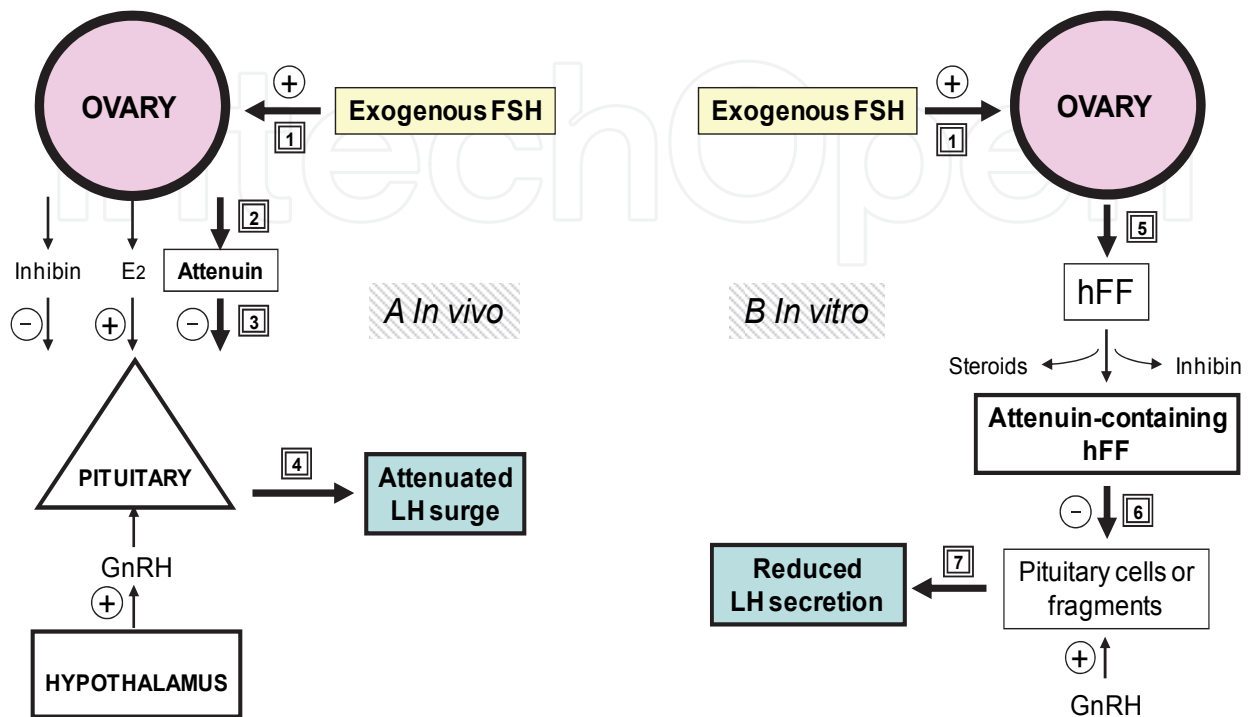 OVARY
+
Exogenous FSH
1
2
Inhibin
E2
Attenuin
−
+
−
3
A In vivo
PITUITARY
4
Attenuated
LH surge
GnRH
+
HYPOTHALAMUS
Exogenous FSH
+
1
OVARY
5
hFF
B In vitro
Steroids
Inhibin
Attenuin-containing
hFF
−
6
Reduced
LH secretion
7
Pituitary cells or
fragments
+
GnRH
IntechOpen